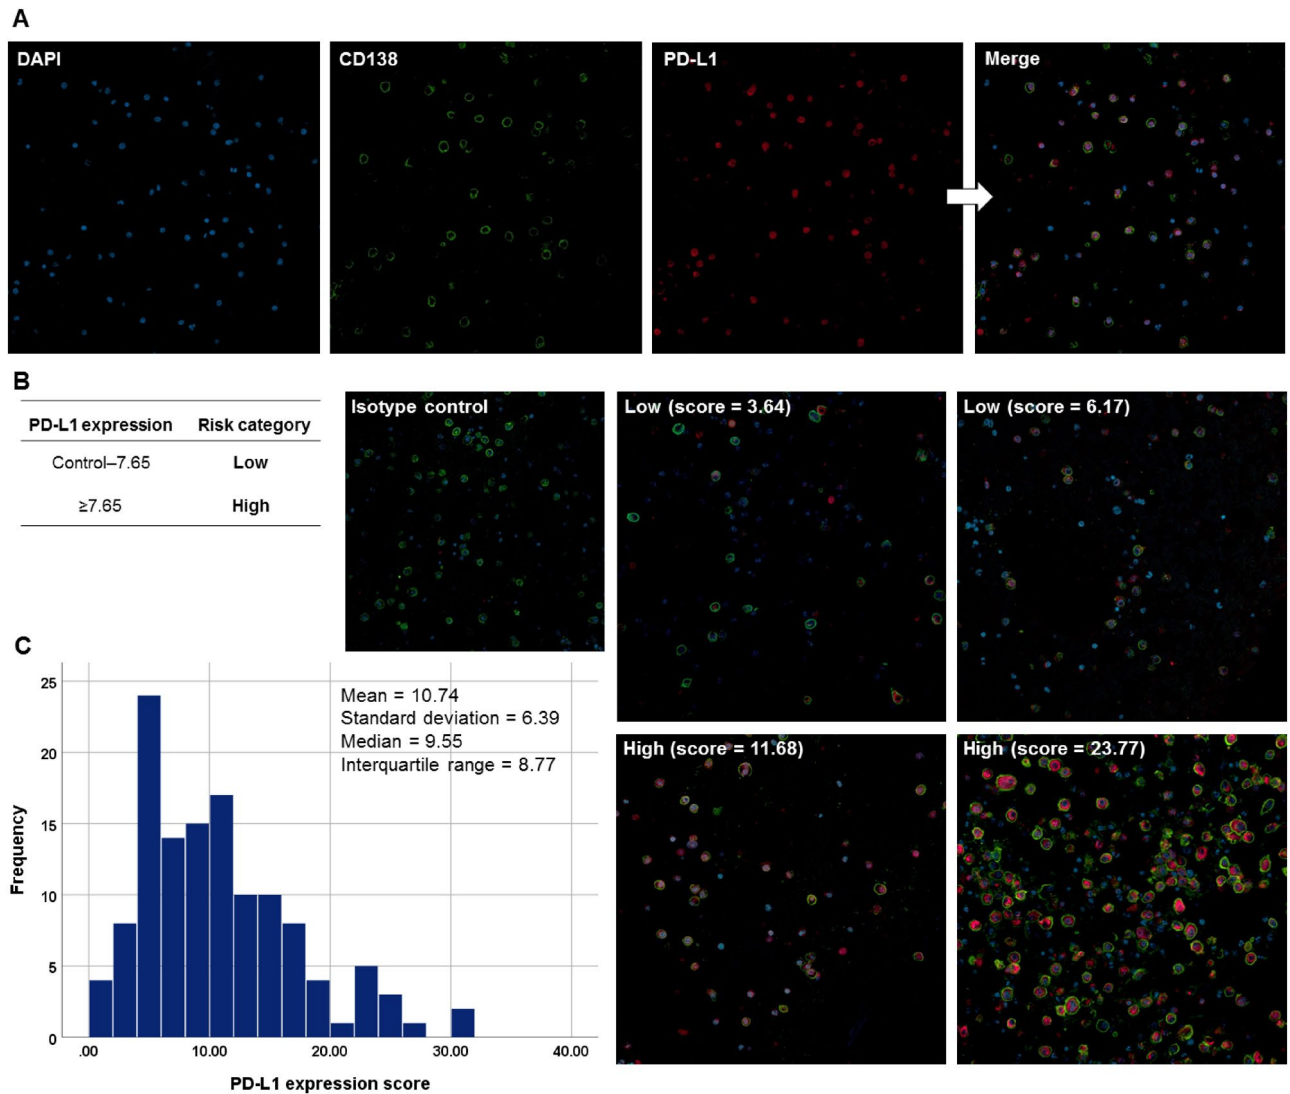 A
DAPI
CD138
PD-L1
Merge
B
PD-L1 expression Risk category
Control–7.65 Low
≥7.65 High
Isotype control
Low (score = 3.64)
Low (score = 6.17)
High (score = 11.68)
High (score = 23.77)
C
Mean = 10.74
Standard deviation = 6.39
Median = 9.55
Interquartile range = 8.77
Frequency
25
20
15
10
5
0
.00 10.00 20.00 30.00 40.00
PD-L1 expression score